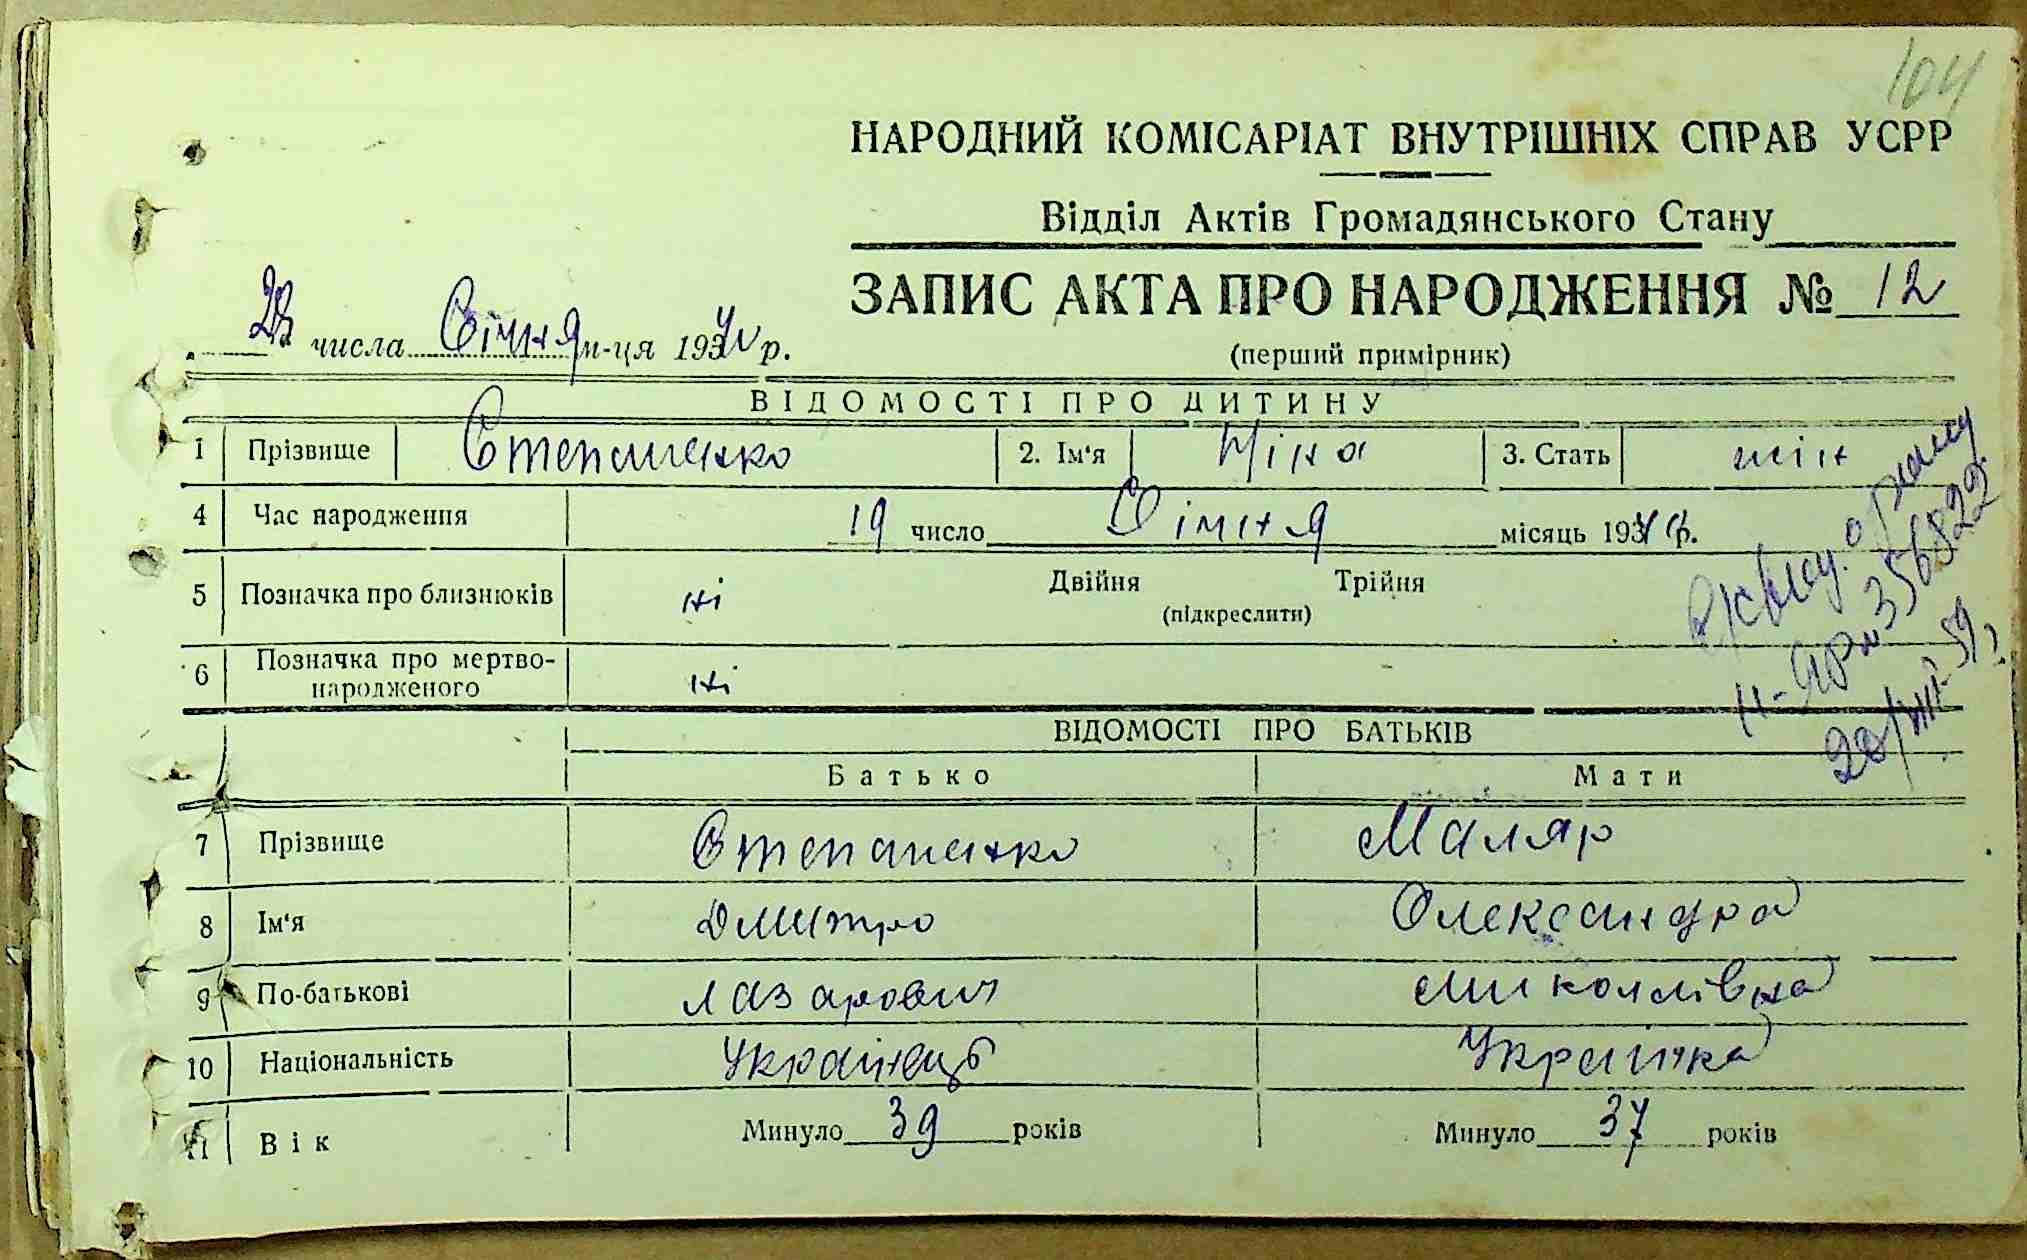 104
НАРОДНИЙ КОМІСАРІАТ ВНУТРІШНІХ СПРАВ УСРР
Відділ Актів Громадянського Стану
ЗАПИС АКТА ПРО НАРОДЖЕННЯ № 12
числа Січня м-ця 193 р.
(перший примірник)
ВІДОМОСТІ ПРО ДИТИНУ
1 Прізвище Степаненко 2. Ім'я Ніна 3. Стать жін
4 Час народження 19 число Січня місяць 193 р.
5 Позначка про близнюків ні Двійня Трійня
(підкреслити)
6 Позначка про мертво-
народженого ні
н-ЯР № 356822
ВІДОМОСТІ ПРО БАТЬКІВ
Батько Мати
7 Прізвище Степаненко Маляр
8 Ім'я Дмитро Олександра
9 По-батькові Лазарович Миколаївна
10 Національність Українець Українка
11 Вік Минуло 39 років Минуло 37 років